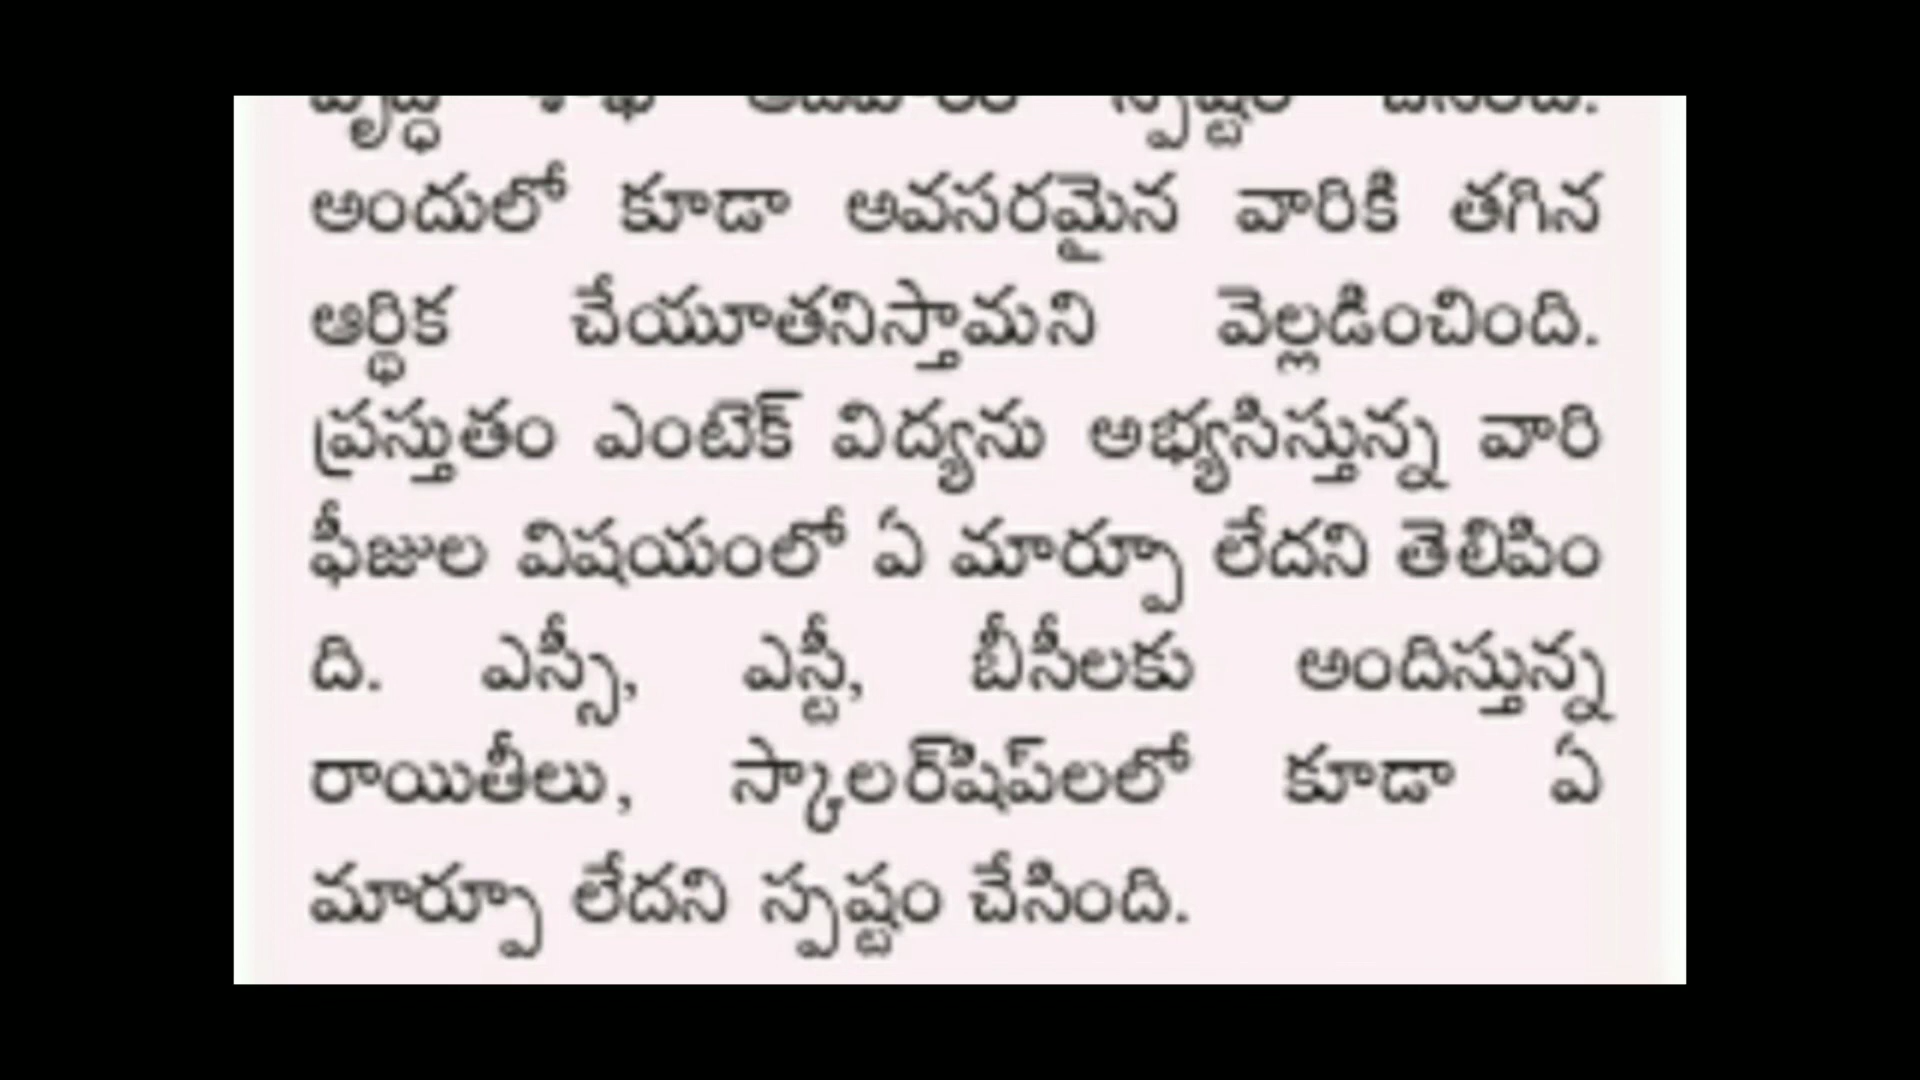 అందులో కూడా అవసరమైన వారికి తగిన
ఆర్థిక చేయూతనిస్తామని వెల్లడించింది.
ప్రస్తుతం ఎంటెక్ విద్యను అభ్యసిస్తున్న వారి
ఫీజుల విషయంలో ఏ మార్పూ లేదని తెలిపిం
ది. ఎస్సీ, ఎస్టీ, బీసీలకు అందిస్తున్న
రాయితీలు, స్కాలర్‌షిప్‌లలో కూడా ఏ
మార్పూ లేదని స్పష్టం చేసింది.